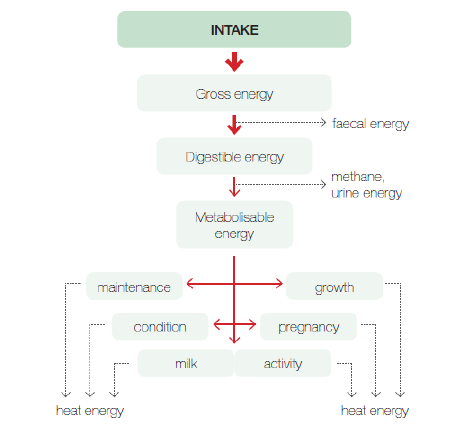 INTAKE
Gross energy
faecal energy
Digestible energy
methane,
urine energy
Metabolisable
energy
maintenance
growth
condition
pregnancy
milk
activity
heat energy
heat energy